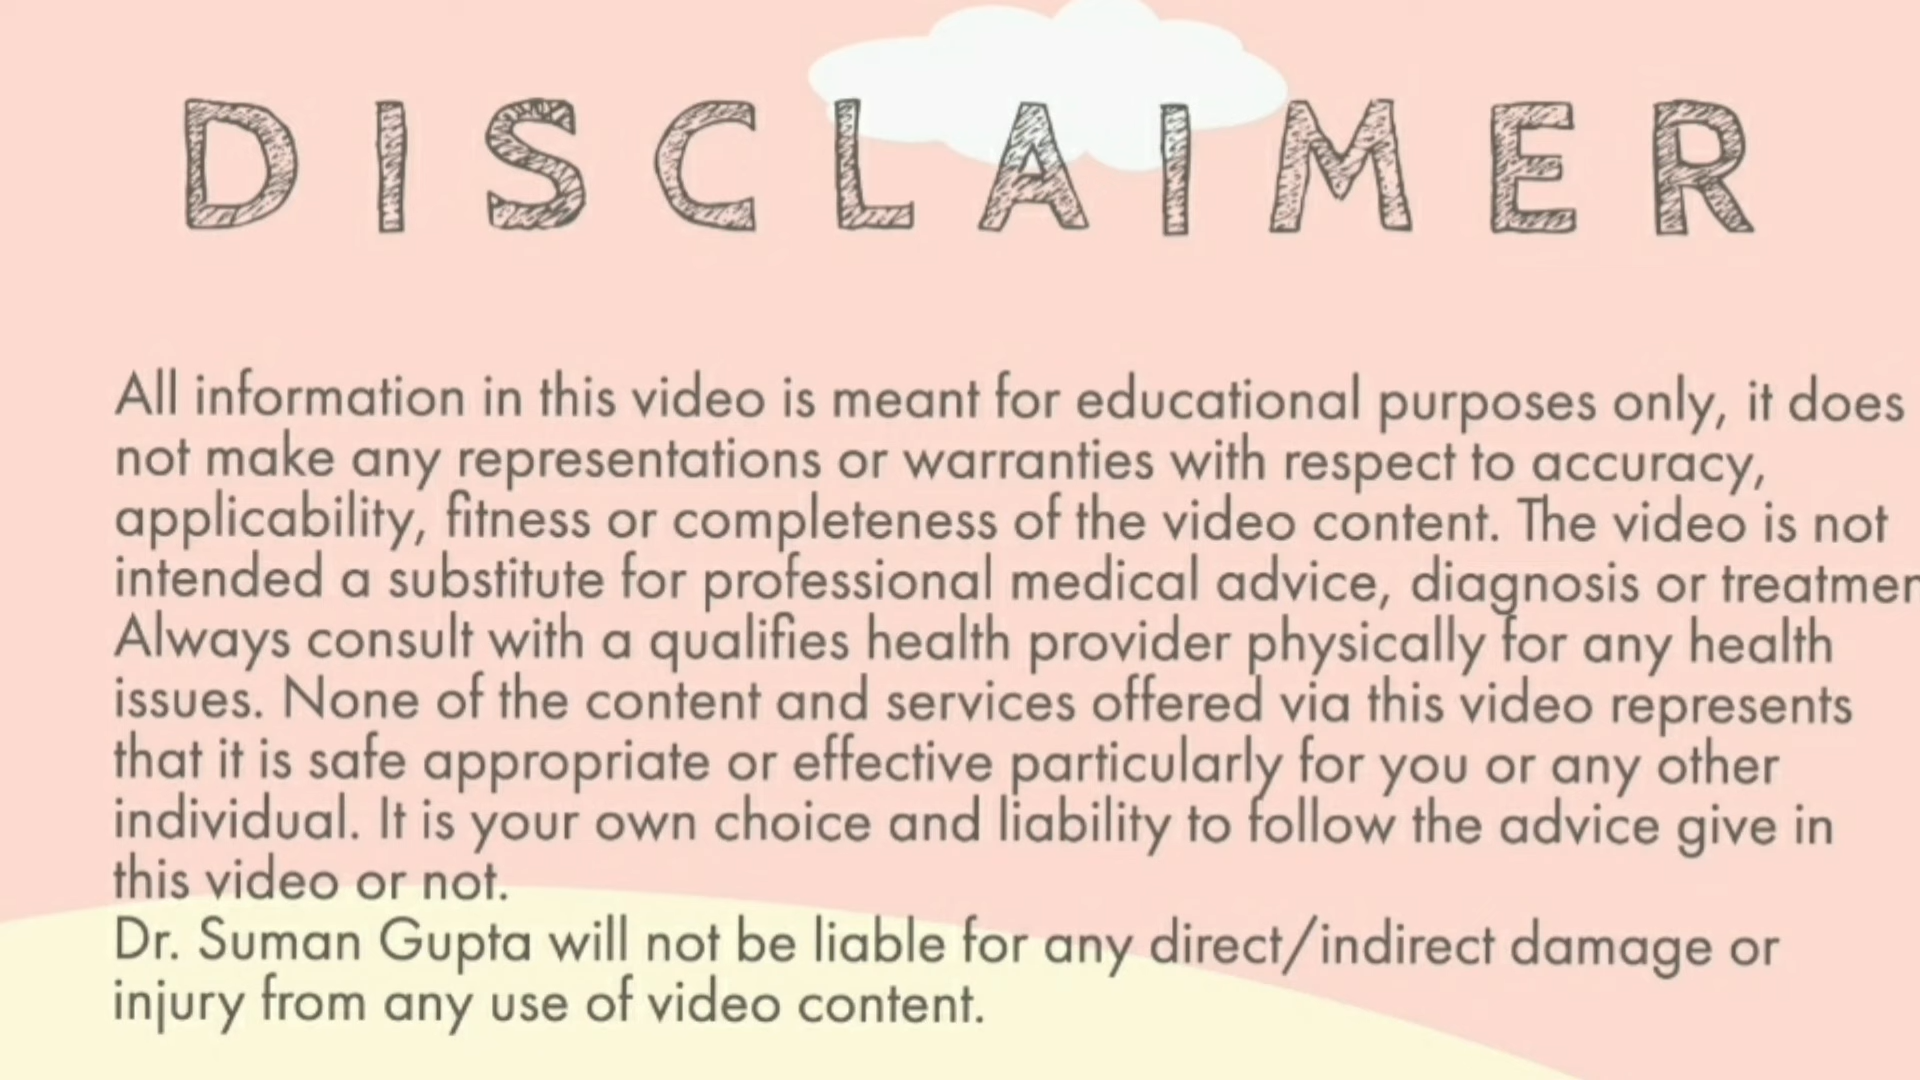 DISCLAIMER
All information in this video is meant for educational purposes only, it does
not make any representations or warranties with respect to accuracy,
applicability, fitness or completeness of the video content. The video is not
intended a substitute for professional medical advice, diagnosis or treatmen
Always consult with a qualifies health provider physically for any health
issues. None of the content and services offered via this video represents
that it is safe appropriate or effective particularly for you or any other
individual. It is your own choice and liability to follow the advice give in
this video or not.
Dr. Suman Gupta will not be liable for any direct/indirect damage or
injury from any use of video content.